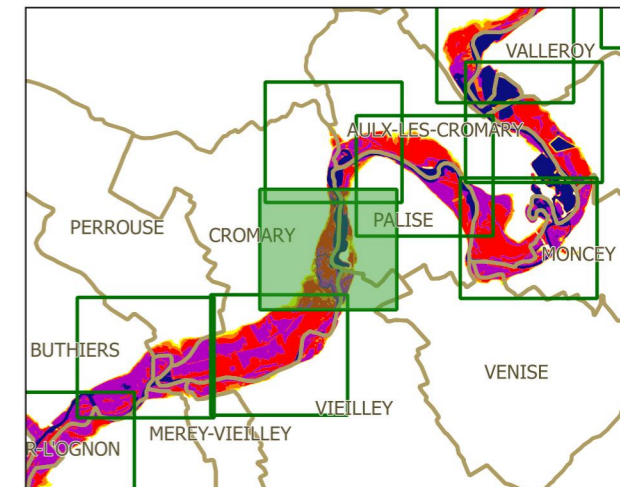 VALLEROY
AULX-LES-CROMARY
PERROUSE
CROMARY
PALISE
MONCEY
BUTHIERS
VENISE
VIEILLEY
MEREY-VIEILLEY
R-L'OGNON